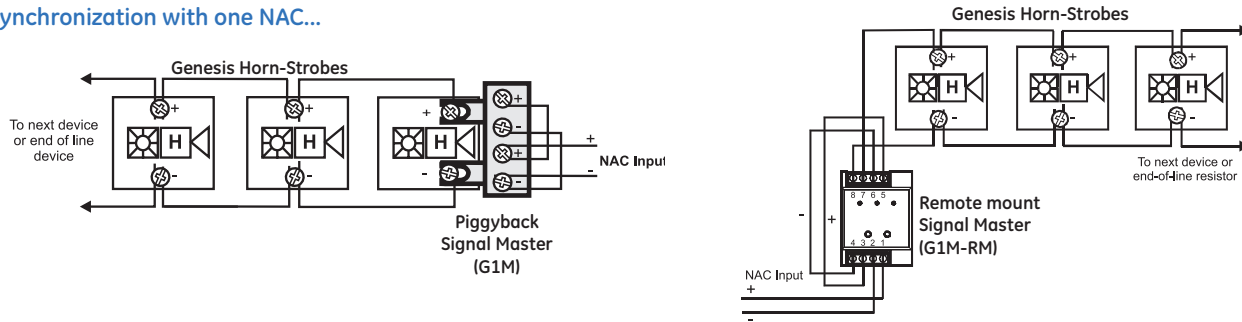 ynchronization with one NAC...
Genesis Horn-Strobes
+
+
+
-
-
-
H
H
H
To next device
or end of line
device
+
-
+
-
+
-
NAC Input
Piggyback
Signal Master
(G1M)
Genesis Horn-Strobes
+
+
+
H
H
H
-
-
-
To next device or
end-of-line resistor
8 7 6 5
4 3 2 1
-
+
Remote mount
Signal Master
(G1M-RM)
NAC Input
+
-